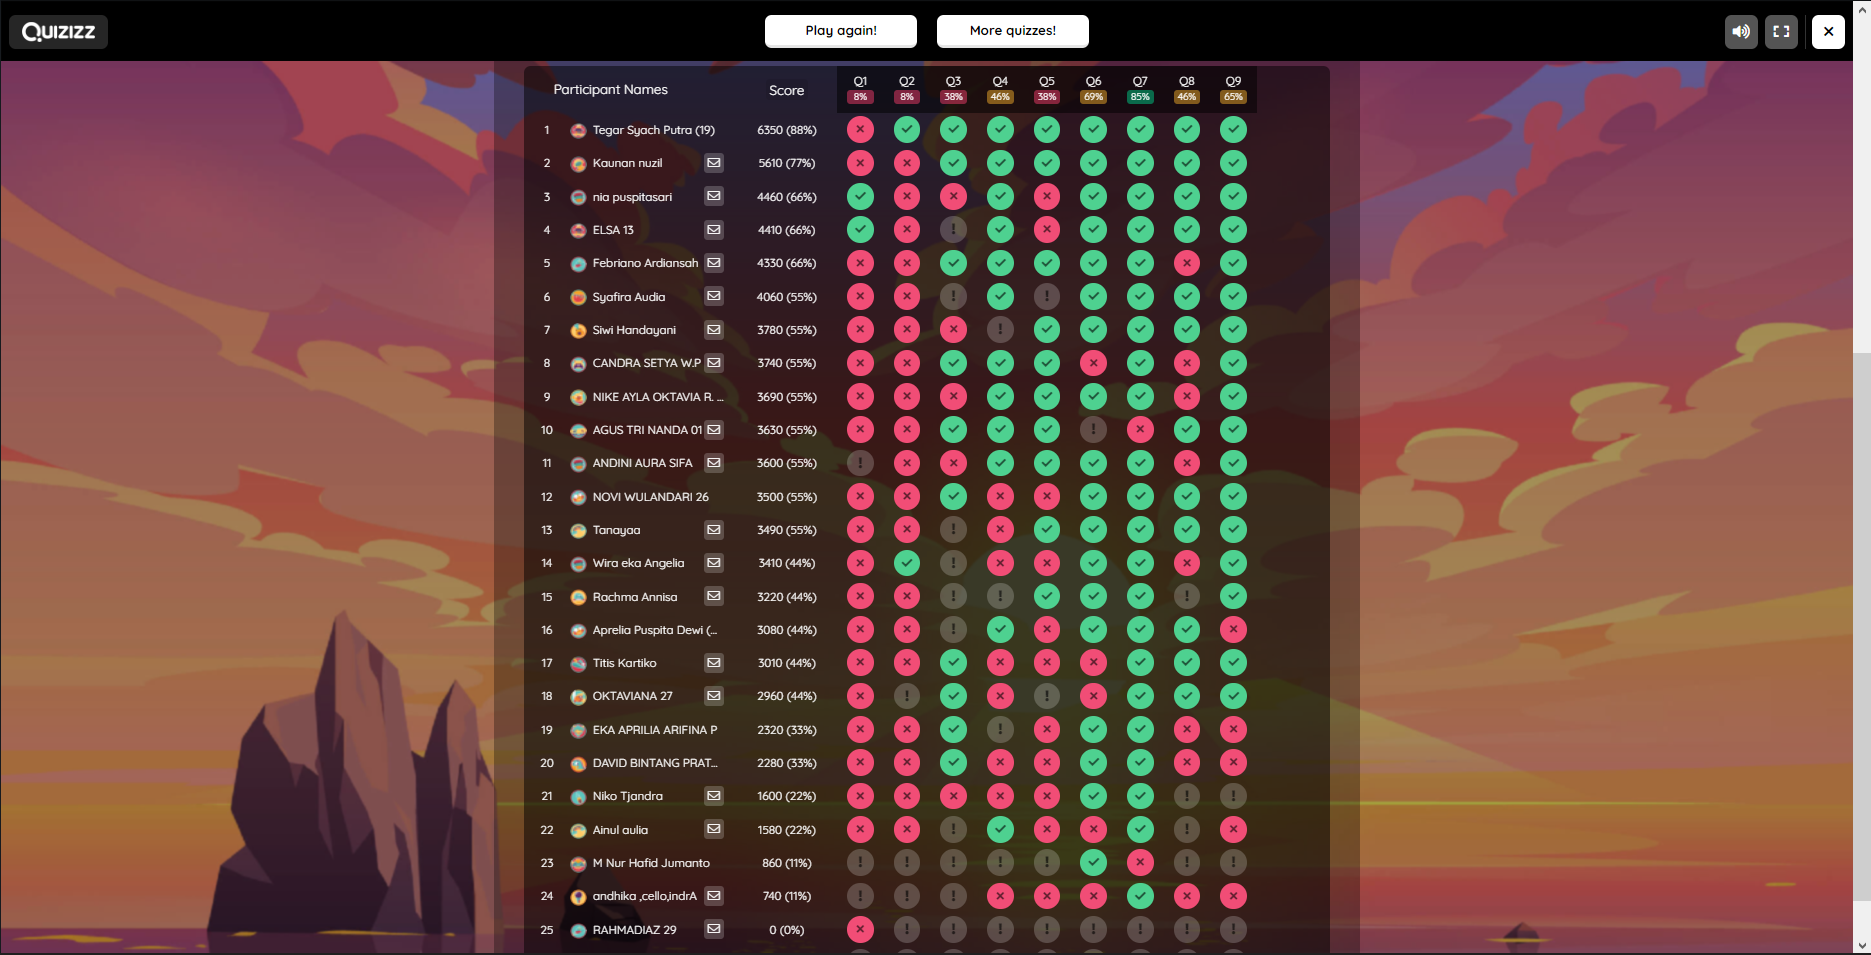 QUIZIZZ
Play again!
More quizzes!
Participant Names Score Q1 Q2 Q3 Q4 Q5 Q6 Q7 Q8 Q9
8% 8% 38% 46% 38% 69% 85% 46% 65%
1 Tegar Syach Putra (19) 6350 (88%)
2 Kaunan nuzil 5610 (77%)
3 nia puspitasari 4460 (66%)
4 ELSA 13 4410 (66%)
5 Febriano Ardiansah 4330 (66%)
6 Syafira Audia 4060 (55%)
7 Siwi Handayani 3780 (55%)
8 CANDRA SETYA W.P 3740 (55%)
9 NIKE AYLA OKTAVIA R. ... 3690 (55%)
10 AGUS TRI NANDA 01 3630 (55%)
11 ANDINI AURA SIFA 3600 (55%)
12 NOVI WULANDARI 26 3500 (55%)
13 Tanayaa 3490 (55%)
14 Wira eka Angelia 3410 (44%)
15 Rachma Annisa 3220 (44%)
16 Aprelia Puspita Dewi (... 3080 (44%)
17 Titis Kartiko 3010 (44%)
18 OKTAVIANA 27 2960 (44%)
19 EKA APRILIA ARIFINA P 2320 (33%)
20 DAVID BINTANG PRAT... 2280 (33%)
21 Niko Tjandra 1600 (22%)
22 Ainul aulia 1580 (22%)
23 M Nur Hafid Jumanto 860 (11%)
24 andhika ,cello,indrA 740 (11%)
25 RAHMADIAZ 29 0 (0%)